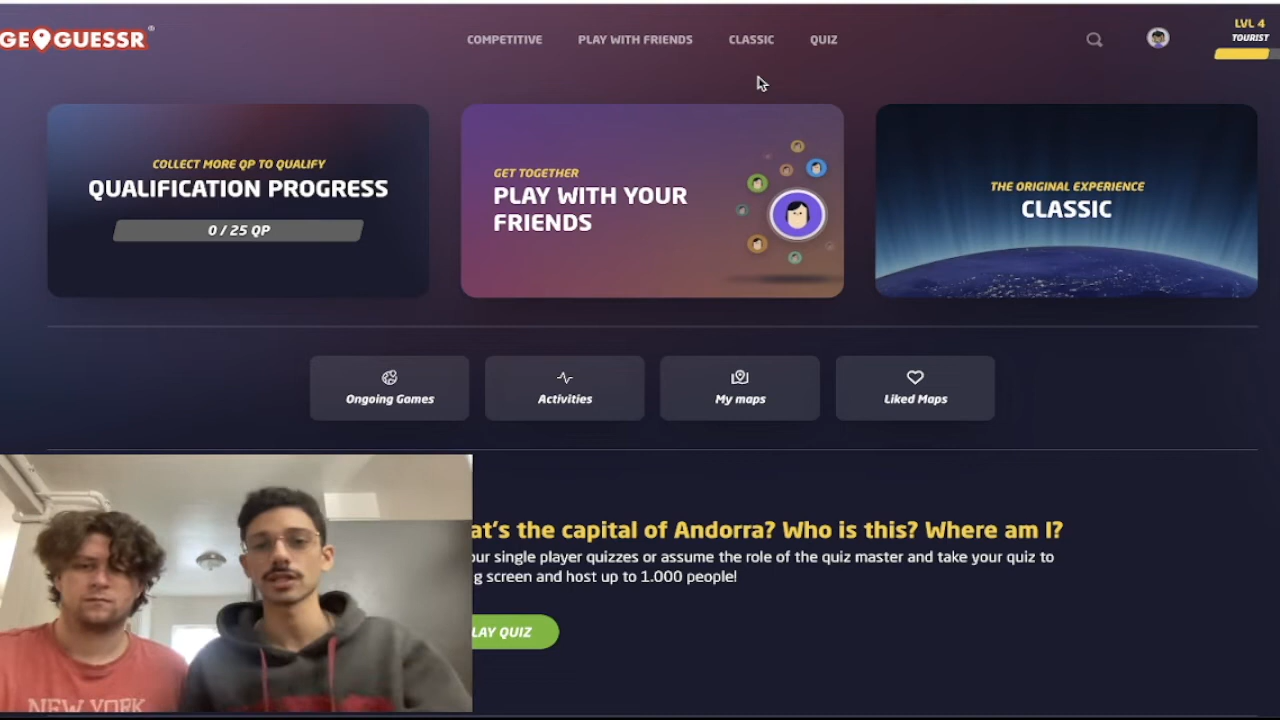 GEOGUESSR
COMPETITIVE
PLAY WITH FRIENDS
CLASSIC
QUIZ
LVL 4
TOURIST
COLLECT MORE QP TO QUALIFY
QUALIFICATION PROGRESS
0 / 25 QP
GET TOGETHER
PLAY WITH YOUR
FRIENDS
THE ORIGINAL EXPERIENCE
CLASSIC
Ongoing Games
Activities
My maps
Liked Maps
at's the capital of Andorra? Who is this? Where am I?
our single player quizzes or assume the role of the quiz master and take your quiz to
g screen and host up to 1.000 people!
LAY QUIZ
NEW YORK